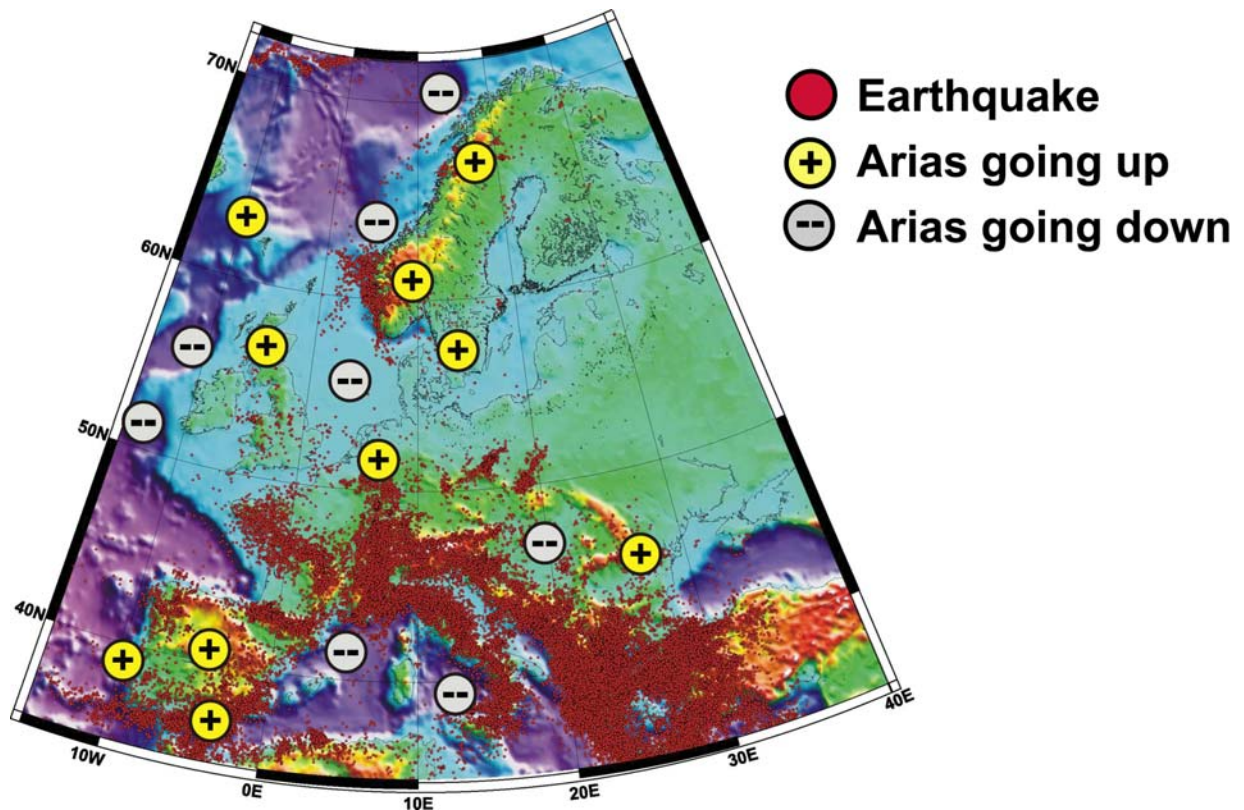 70N
60N
50N
40N
10W
0E
10E
20E
30E
40E
Earthquake
+ Arias going up
-- Arias going down
--
+
+
--
+
--
+
+
--
--
+
--
+
+
+
--
+
--
+